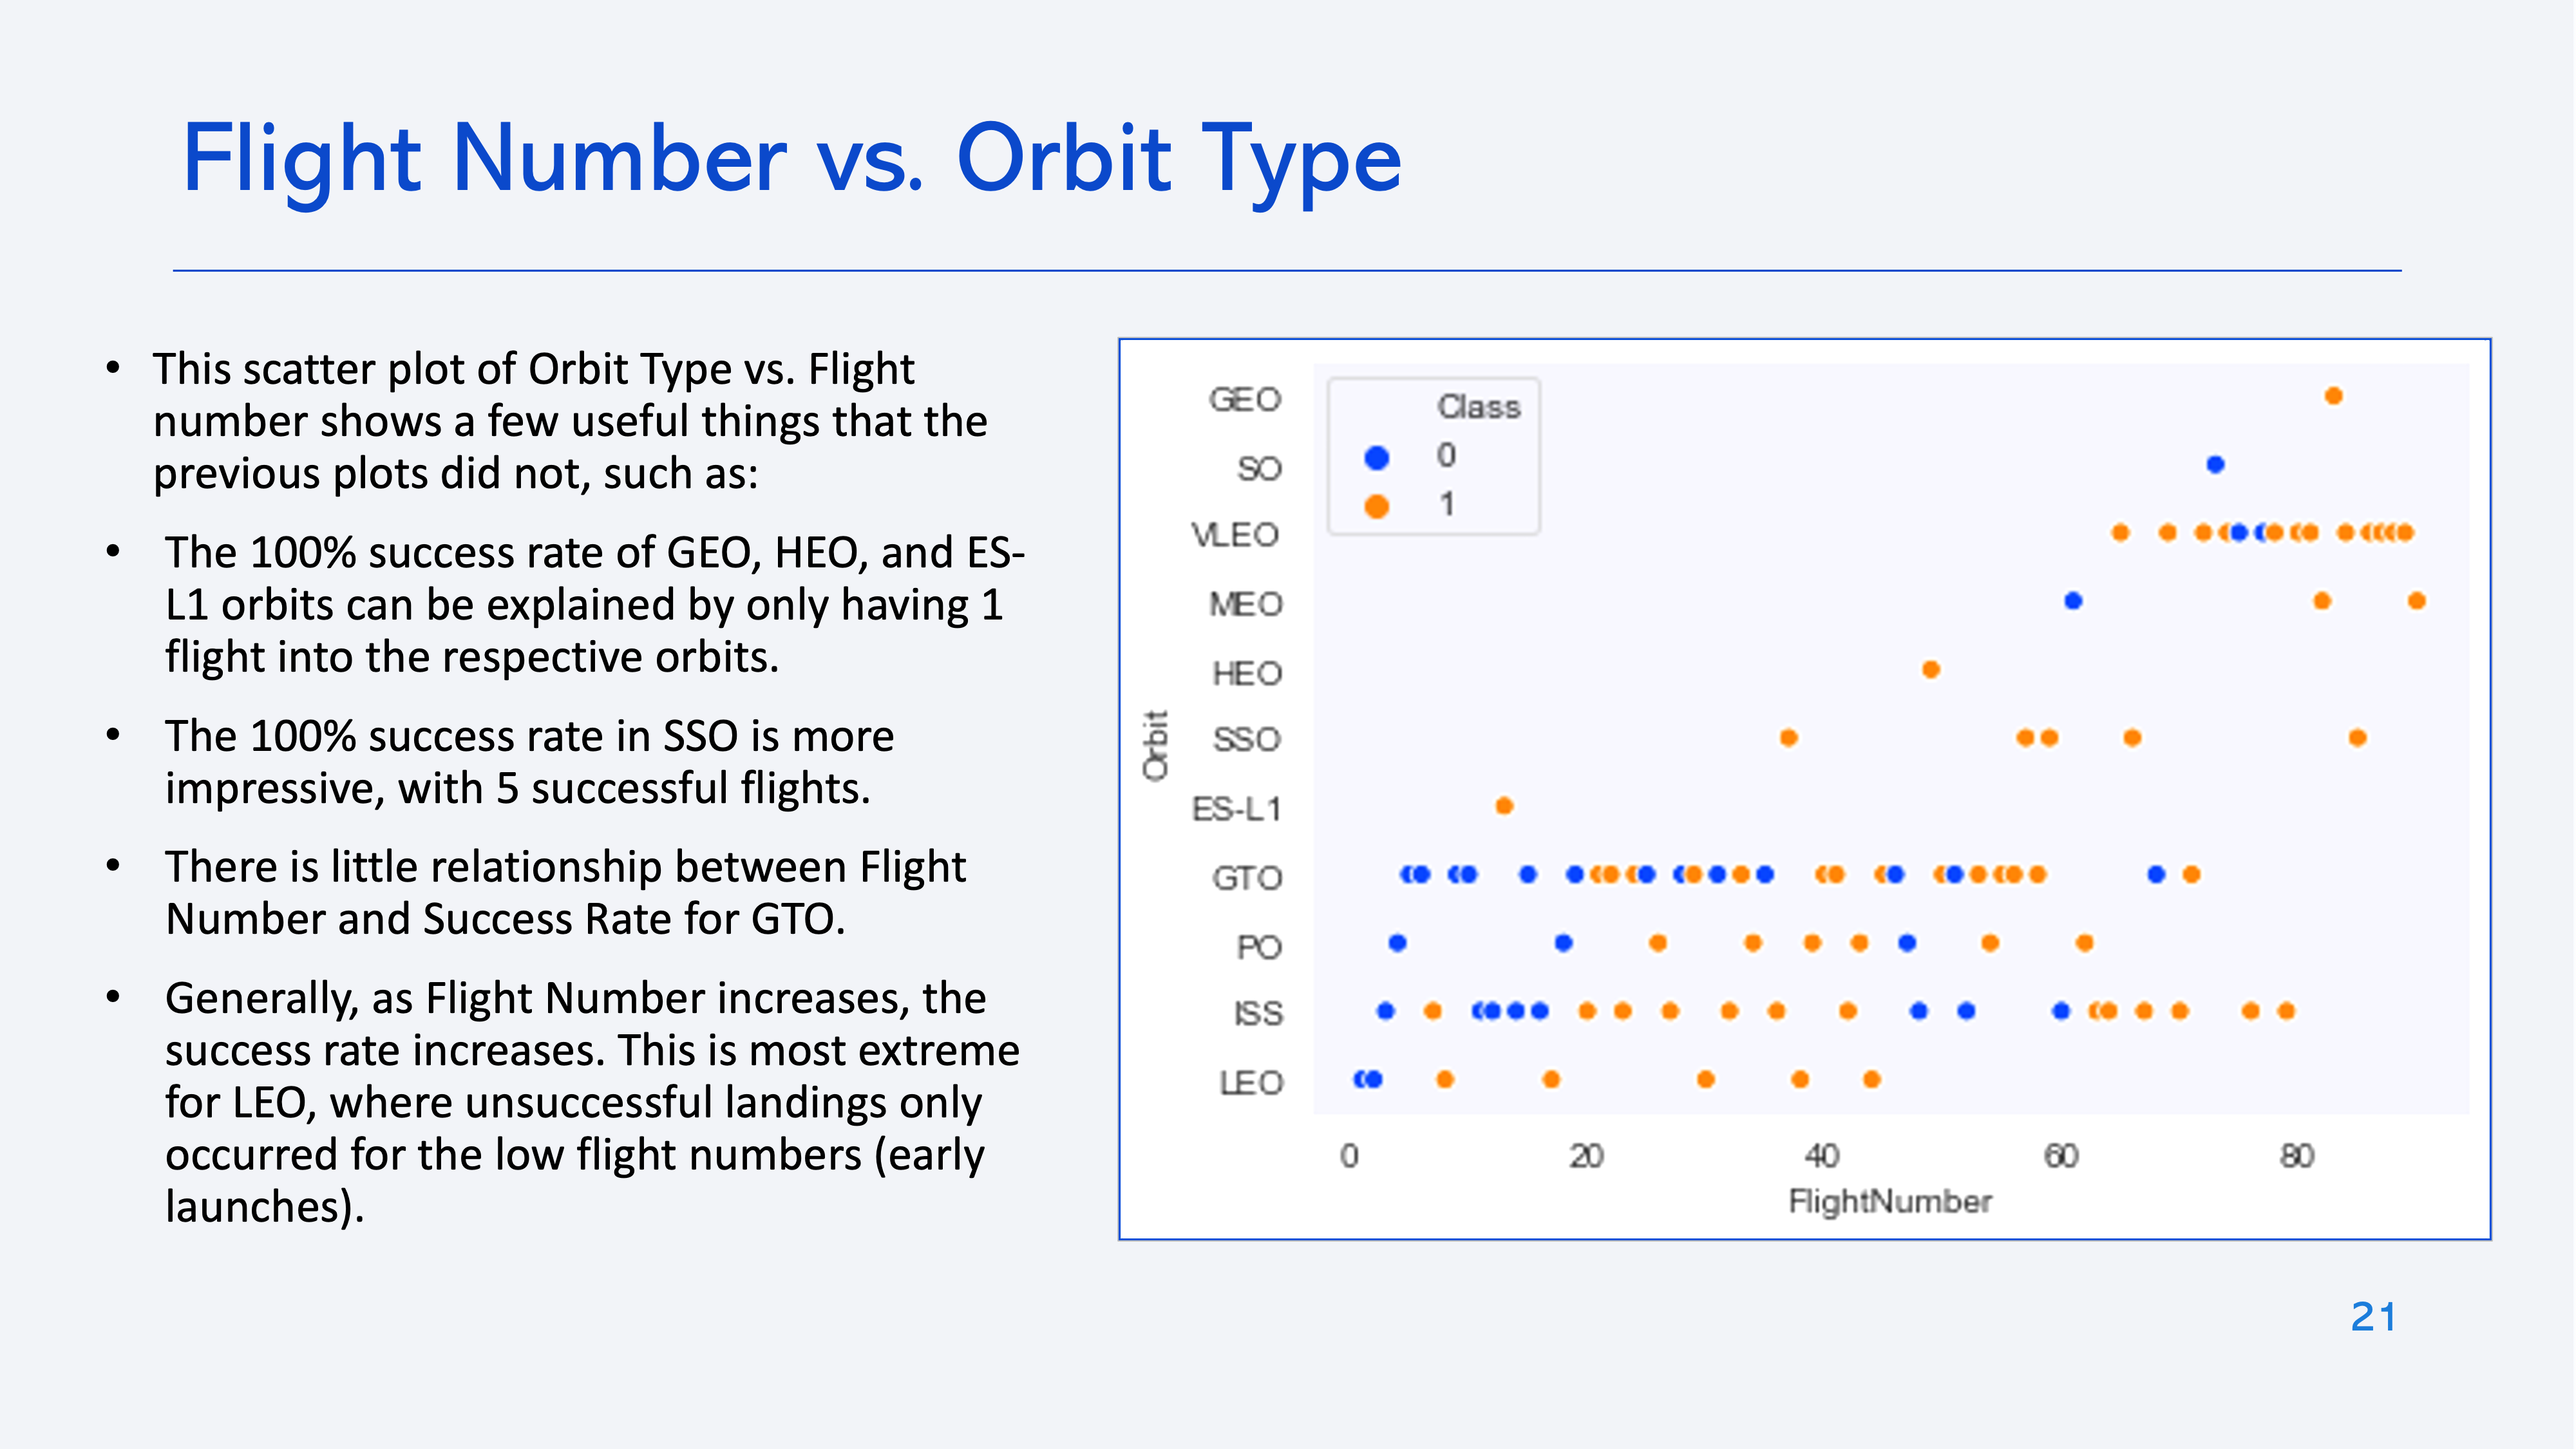 Flight Number vs. Orbit Type
• This scatter plot of Orbit Type vs. Flight
number shows a few useful things that the
previous plots did not, such as:
• The 100% success rate of GEO, HEO, and ES-
L1 orbits can be explained by only having 1
flight into the respective orbits.
• The 100% success rate in SSO is more
impressive, with 5 successful flights.
• There is little relationship between Flight
Number and Success Rate for GTO.
• Generally, as Flight Number increases, the
success rate increases. This is most extreme
for LEO, where unsuccessful landings only
occurred for the low flight numbers (early
launches).
Class
0
1
Orbit
GEO
SO
VLEO
MEO
HEO
SSO
ES-L1
GTO
PO
ISS
LEO
0 20 40 60 80
FlightNumber
21